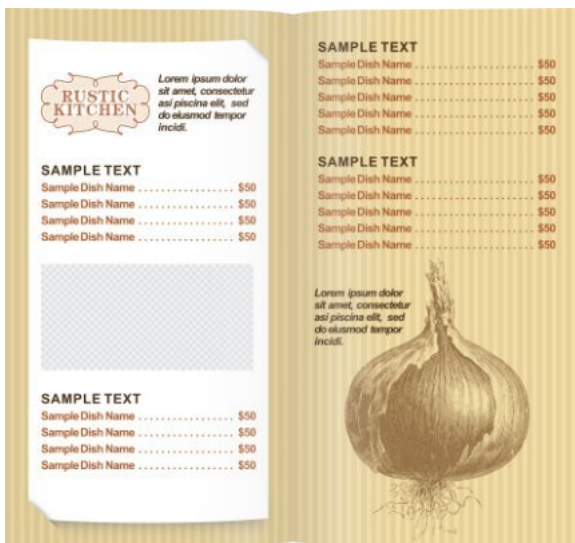 RUSTIC
KITCHEN
Lorem ipsum dolor
sit amet, consectetur
asi piscina elit, sed
do eiusmod tempor
incidi.
SAMPLE TEXT
Sample Dish Name ................ $50
Sample Dish Name ................ $50
Sample Dish Name ................ $50
Sample Dish Name ................ $50
SAMPLE TEXT
Sample Dish Name ................ $50
Sample Dish Name ................ $50
Sample Dish Name ................ $50
Sample Dish Name ................ $50
SAMPLE TEXT
Sample Dish Name .................... $50
Sample Dish Name .................... $50
Sample Dish Name .................... $50
Sample Dish Name .................... $50
Sample Dish Name .................... $50
SAMPLE TEXT
Sample Dish Name .................... $50
Sample Dish Name .................... $50
Sample Dish Name .................... $50
Sample Dish Name .................... $50
Sample Dish Name .................... $50
Lorem ipsum dolor
sit amet, consectetur
asi piscina elit, sed
do eiusmod tempor
incidi.